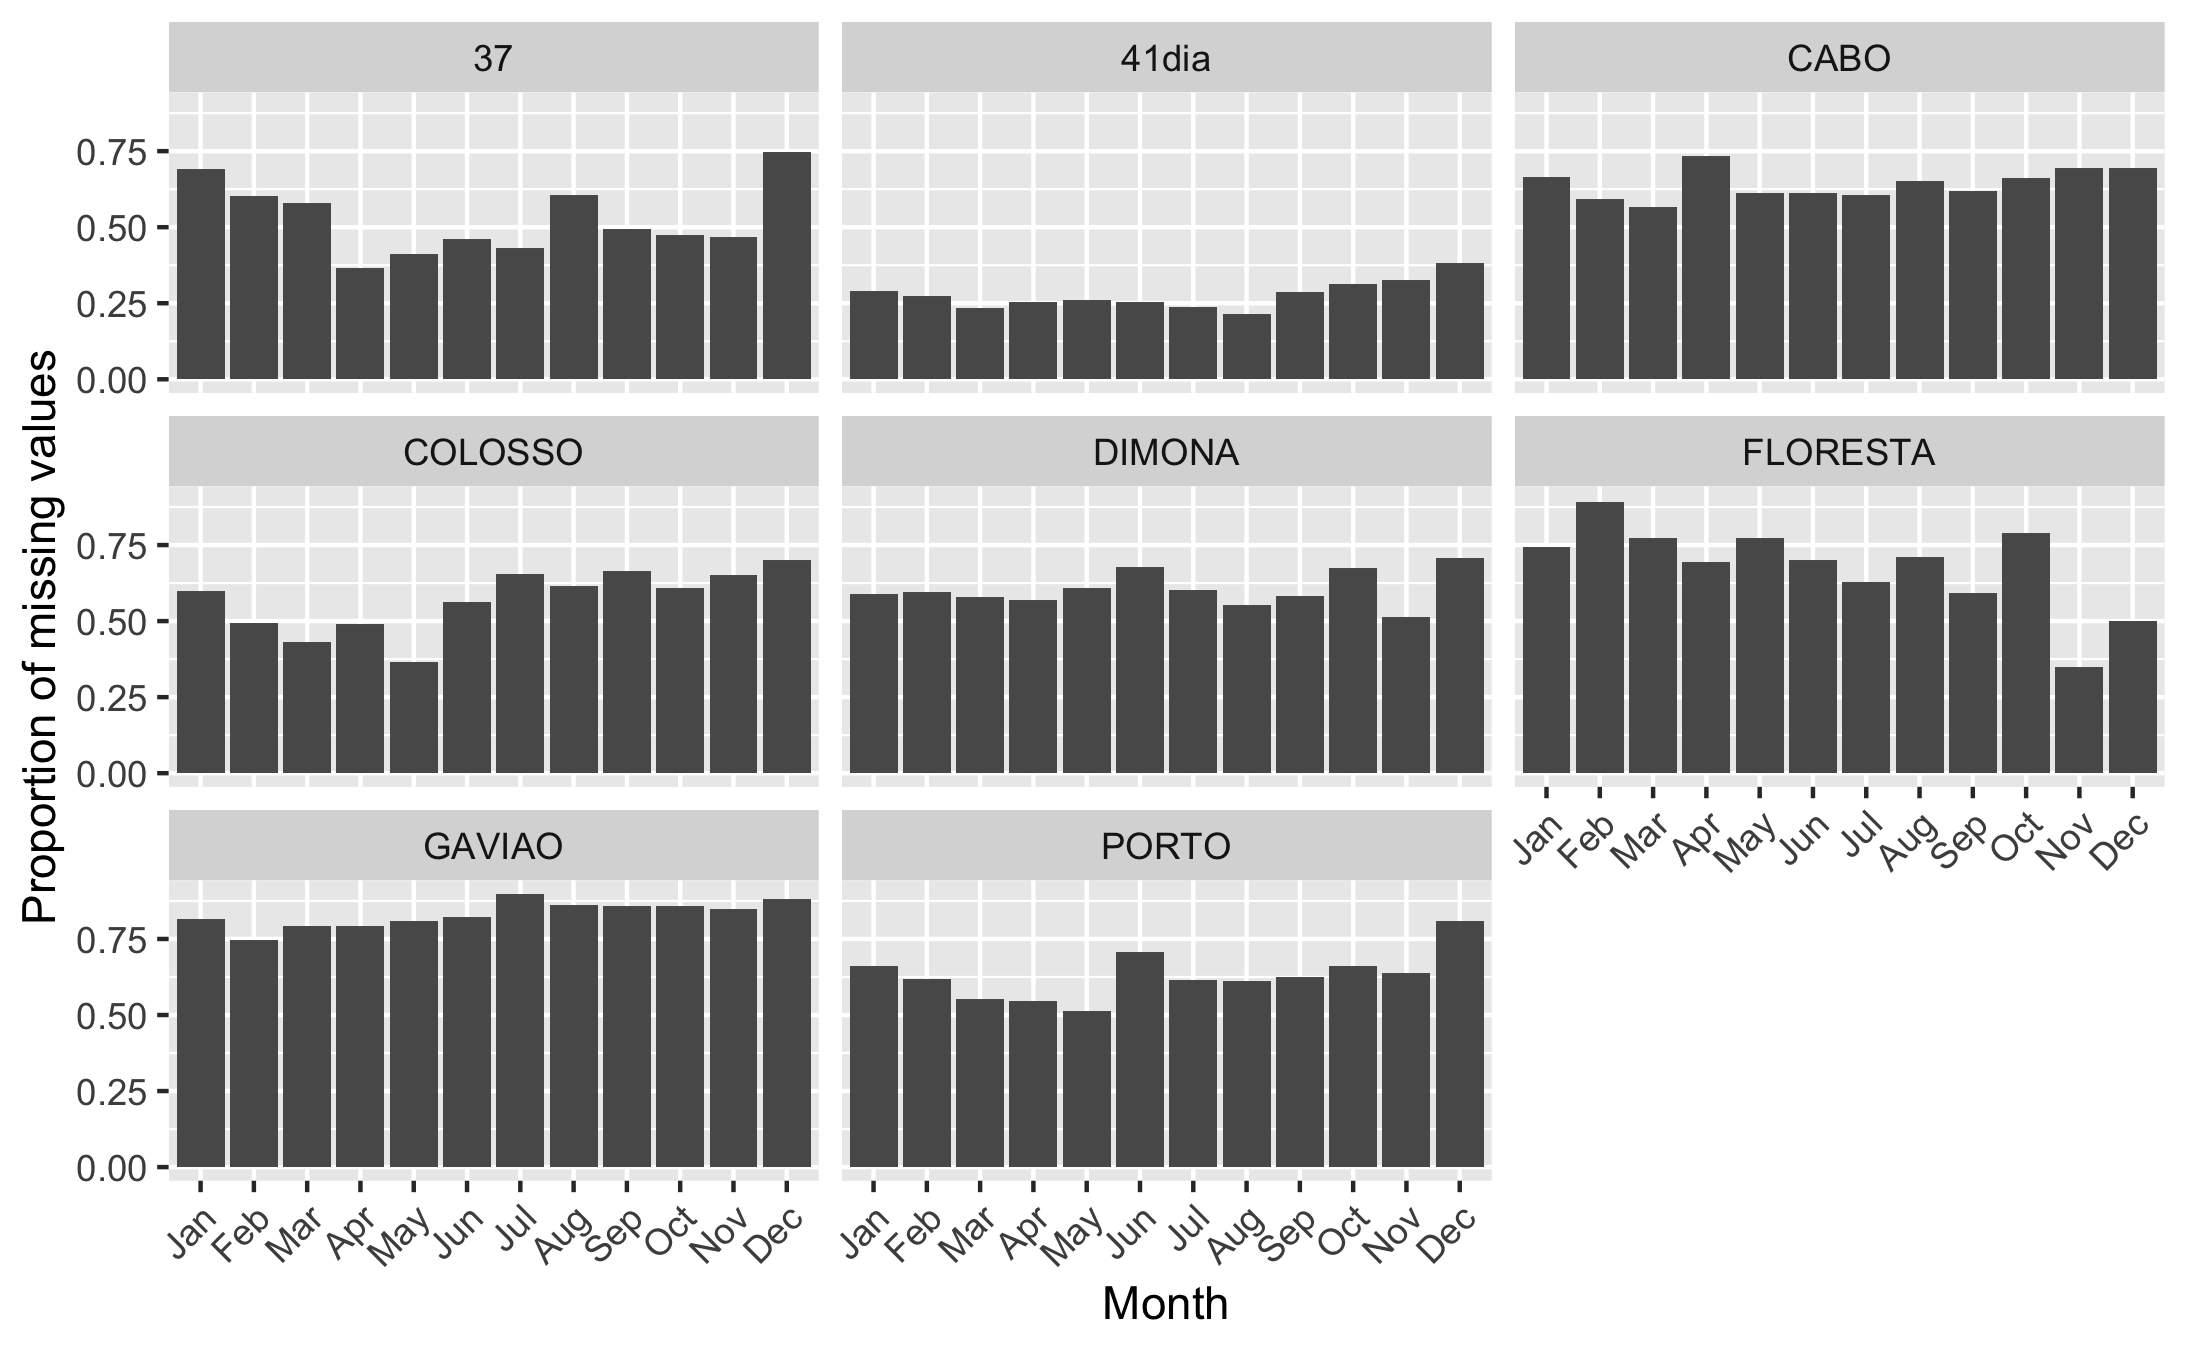 37
41dia
CABO
0.75
0.50
0.25
0.00
COLOSSO
DIMONA
FLORESTA
0.75
0.50
0.25
0.00
Jan Feb Mar Apr May Jun Jul Aug Sep Oct Nov Dec
GAVIAO
PORTO
0.75
0.50
0.25
0.00
Jan Feb Mar Apr May Jun Jul Aug Sep Oct Nov Dec
Jan Feb Mar Apr May Jun Jul Aug Sep Oct Nov Dec
Proportion of missing values
Month